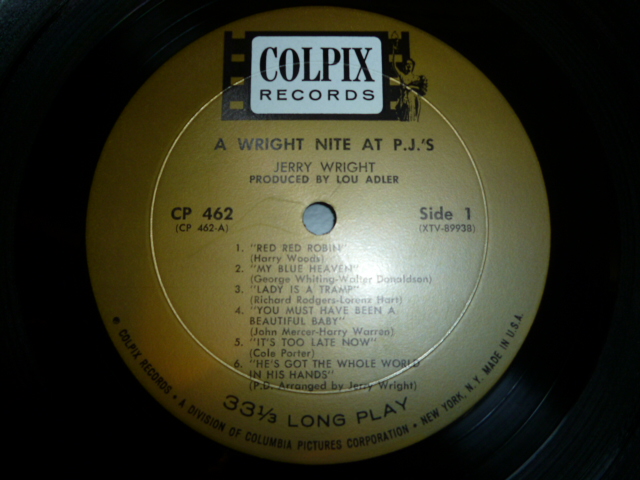 COLPIX
RECORDS
A WRIGHT NITE AT P.J.'S
JERRY WRIGHT
PRODUCED BY LOU ADLER
CP 462
(CP 462-A)
Side 1
(XTV-89938)
1. "RED RED ROBIN"
(Harry Woods)
2. "MY BLUE HEAVEN"
(George Whiting-Walter Donaldson)
3. "LADY IS A TRAMP"
(Richard Rodgers-Lorenz Hart)
4. "YOU MUST HAVE BEEN A
BEAUTIFUL BABY"
(John Mercer-Harry Warren)
5. "IT'S TOO LATE NOW"
(Cole Porter)
6. "HE'S GOT THE WHOLE WORLD
IN HIS HANDS"
(P.D. Arranged by Jerry Wright)
33 1/3 LONG PLAY
• COLPIX RECORDS • A DIVISION OF COLUMBIA PICTURES CORPORATION • NEW YORK, N.Y. MADE IN U.S.A.